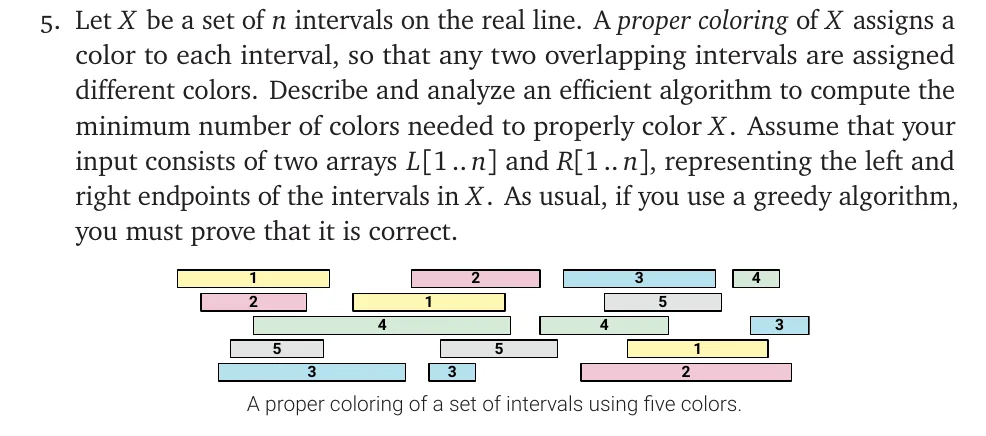 5. Let X be a set of n intervals on the real line. A proper coloring of X assigns a
color to each interval, so that any two overlapping intervals are assigned
different colors. Describe and analyze an efficient algorithm to compute the
minimum number of colors needed to properly color X. Assume that your
input consists of two arrays L[1..n] and R[1..n], representing the left and
right endpoints of the intervals in X. As usual, if you use a greedy algorithm,
you must prove that it is correct.
1 2 3 4
2 1 5
4 4 3
5 5 1
3 3 2
A proper coloring of a set of intervals using five colors.